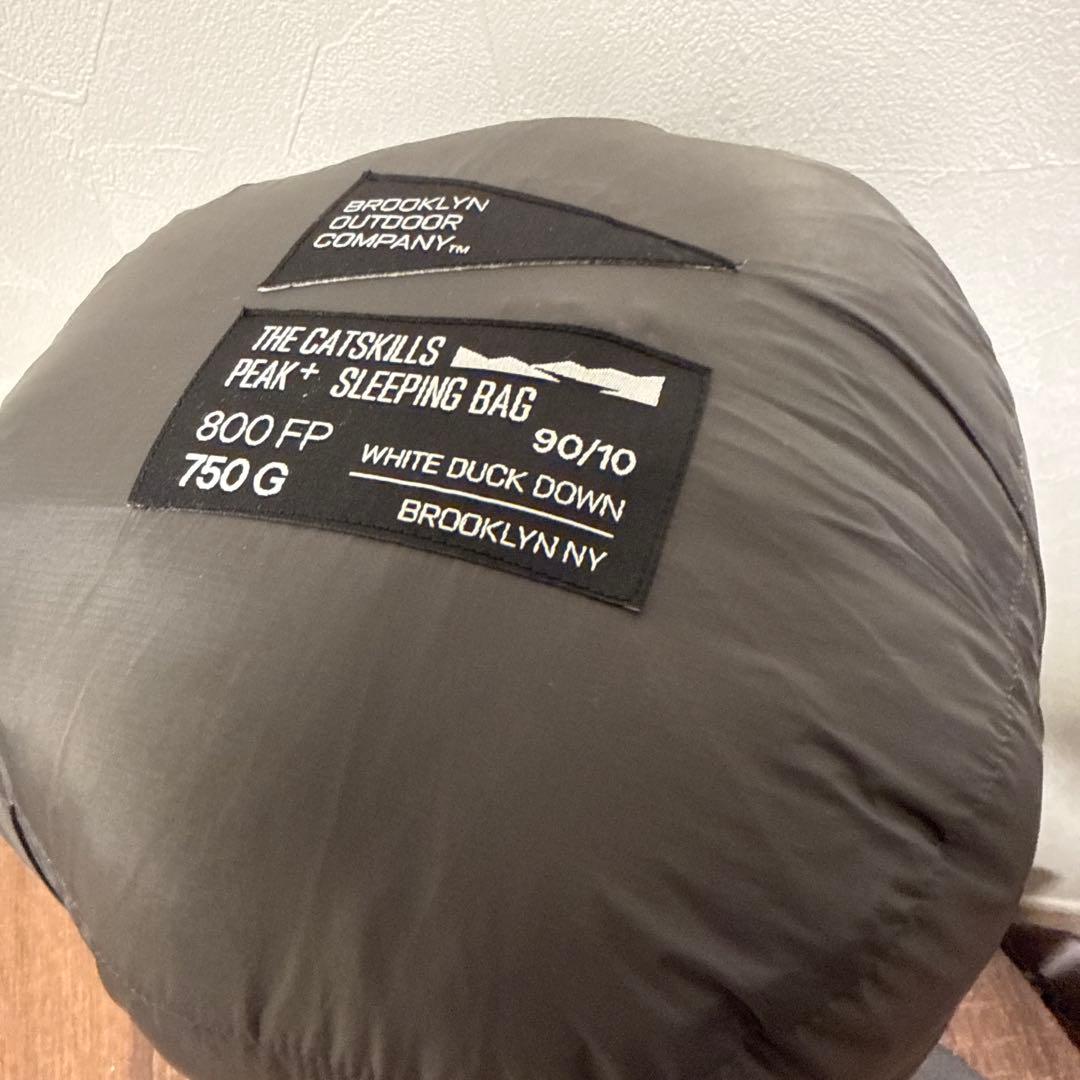 BROOKLYN
OUTDOOR
COMPANY™
THE CATSKILLS
PEAK+ SLEEPING BAG
800 FP
750 G
90/10
WHITE DUCK DOWN
BROOKLYN NY